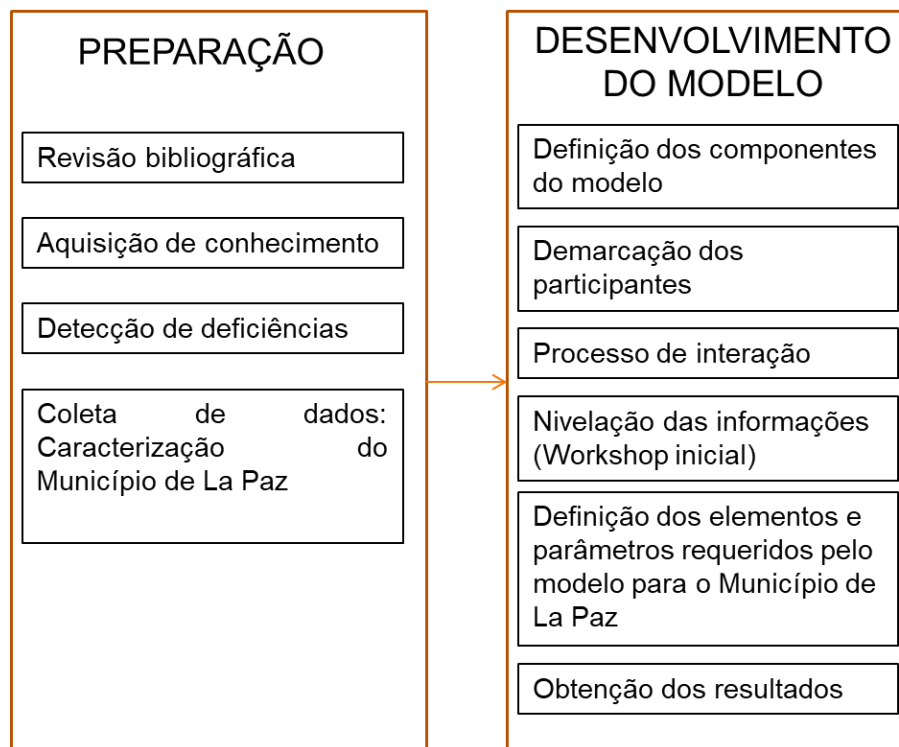 PREPARAÇÃO
Revisão bibliográfica
Aquisição de conhecimento
Detecção de deficiências
Coleta de dados:
Caracterização do
Município de La Paz
DESENVOLVIMENTO
DO MODELO
Definição dos componentes
do modelo
Demarcação dos
participantes
Processo de interação
Nivelação das informações
(Workshop inicial)
Definição dos elementos e
parâmetros requeridos pelo
modelo para o Município de
La Paz
Obtenção dos resultados